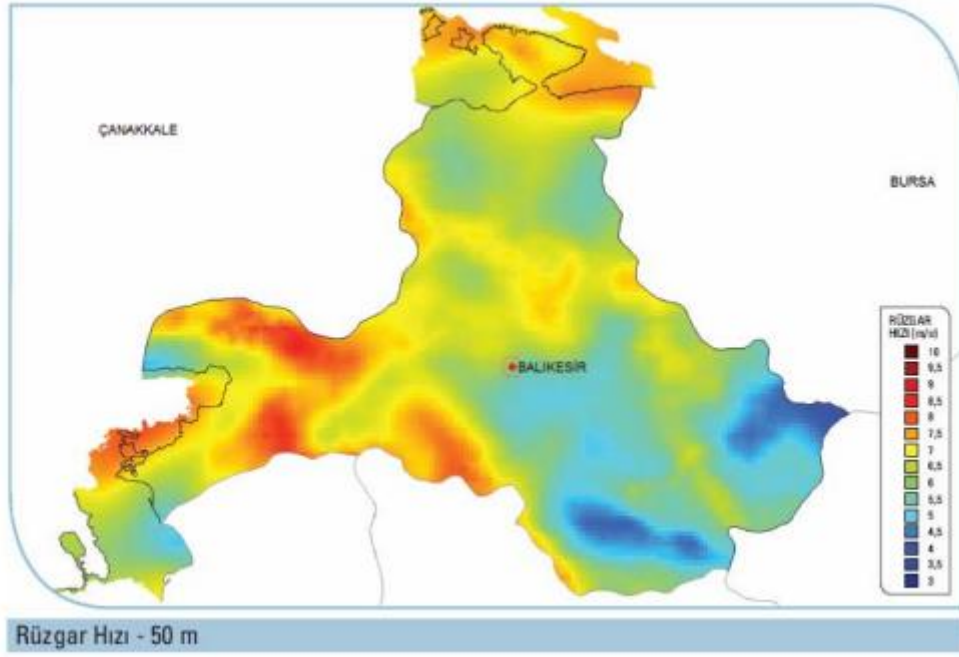 ÇANAKKALE
BURSA
RÜZGAR
HIZI (m/s)
10
9,5
9
8,5
8
7,5
7
6,5
6
5,5
5
4,5
4
3,5
3
BALIKESİR
Rüzgar Hızı - 50 m